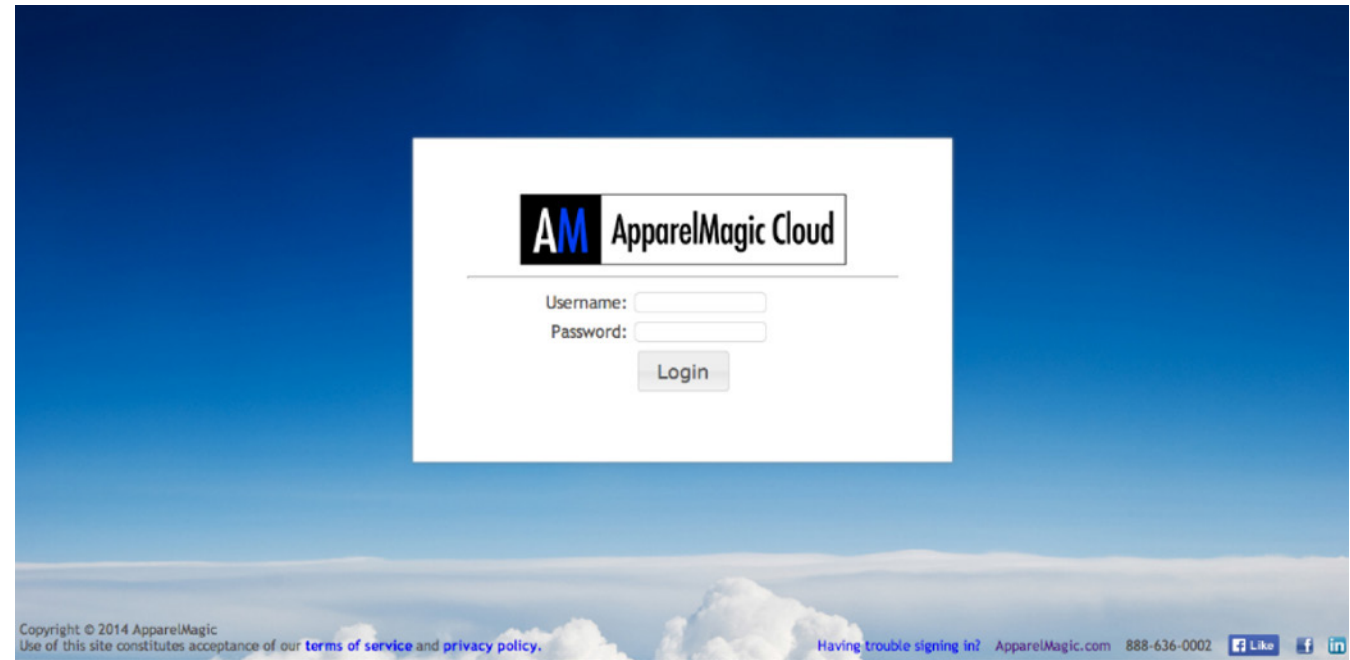 AM ApparelMagic Cloud
Username:
Password:
Login
Copyright © 2014 ApparelMagic
Use of this site constitutes acceptance of our terms of service and privacy policy.
Having trouble signing in? ApparelMagic.com 888-636-0002 f Like f in